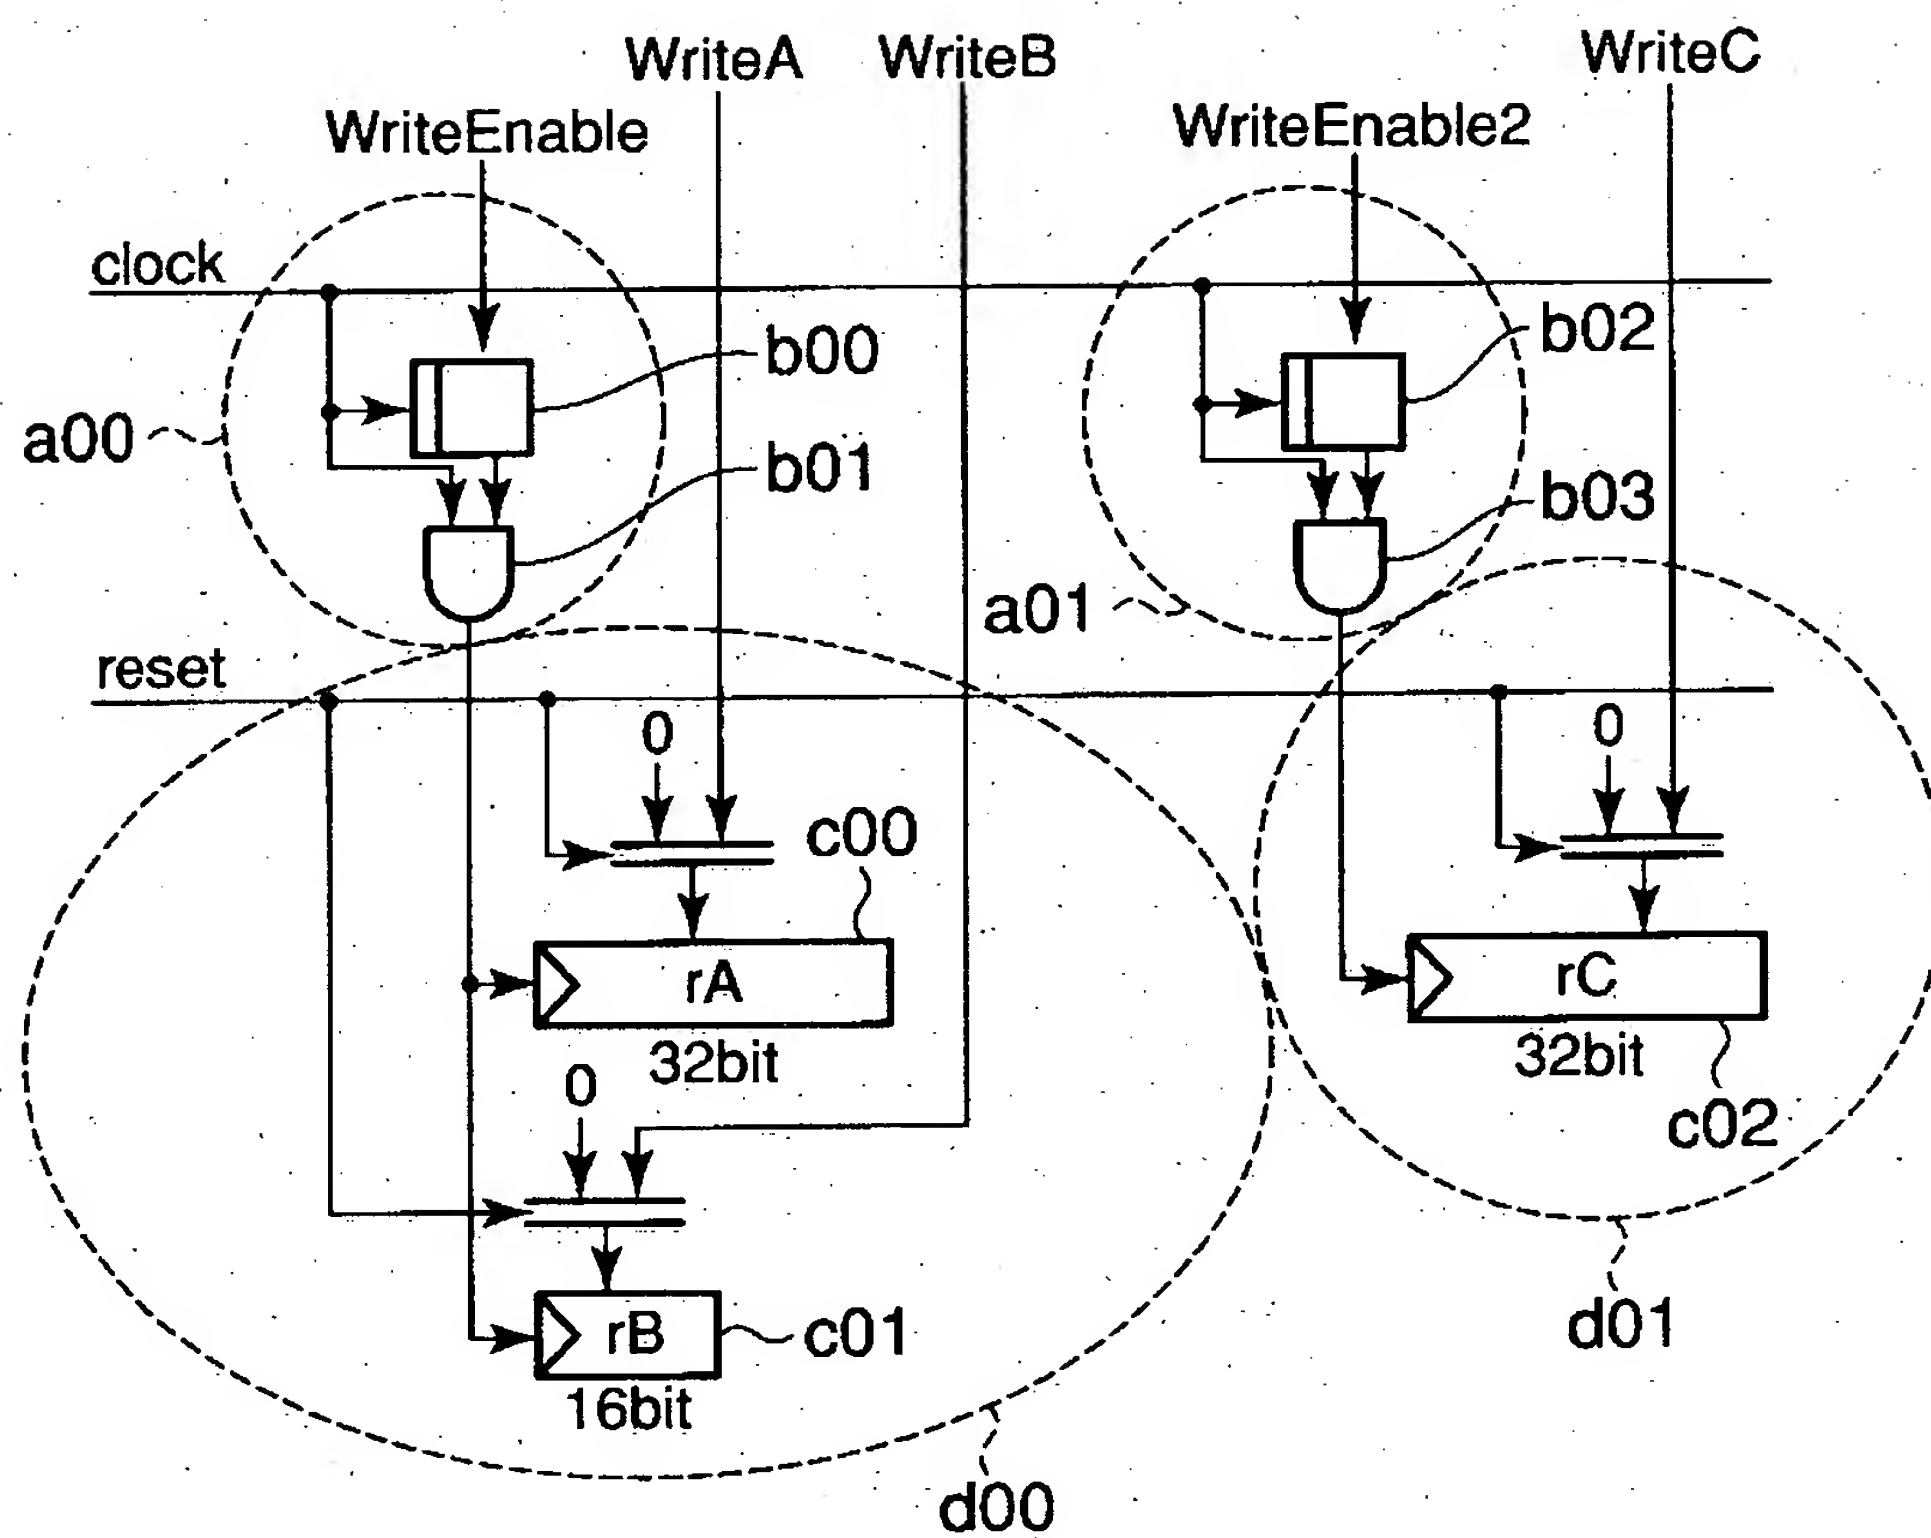 WriteA
WriteB
WriteC
WriteEnable
WriteEnable2
clock
b00
b02
a00
b01
b03
a01
reset
0
0
c00
rA
rC
32bit
32bit
0
c02
rB
c01
d01
16bit
d00